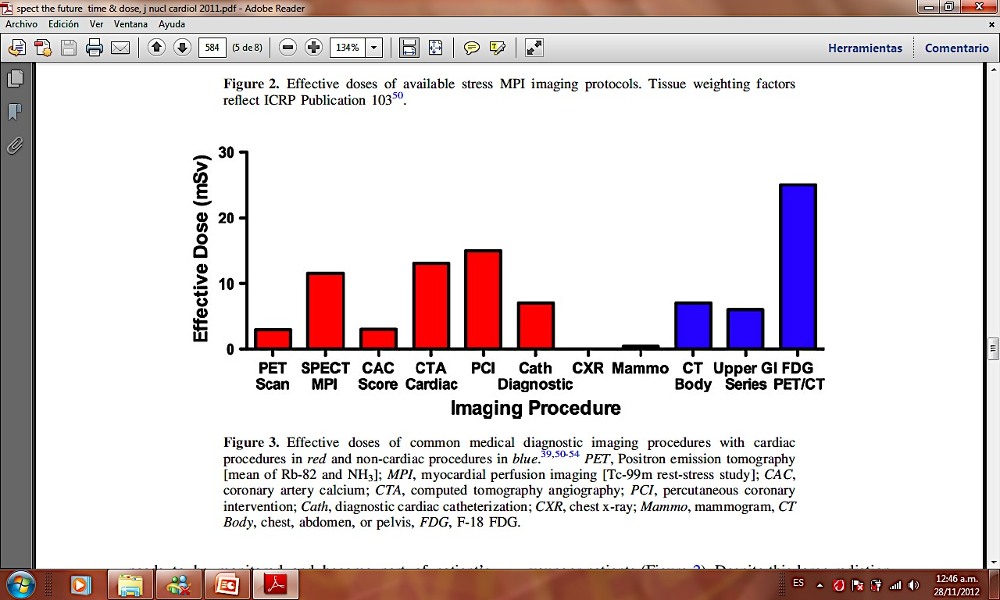 spect the future time & dose, j nucl cardiol 2011.pdf - Adobe Reader
Archivo Edición Ver Ventana Ayuda
584 (5 de 8) 134% Herramientas Comentario
Figure 2. Effective doses of available stress MPI imaging protocols. Tissue weighting factors
reflect ICRP Publication 10350.
Effective Dose (mSv)
30
20
10
0
PET Scan
SPECT MPI
CAC Score
CTA Cardiac
PCI
Cath Diagnostic
CXR
Mammo
CT Body
Upper GI Series
FDG PET/CT
Imaging Procedure
Figure 3. Effective doses of common medical diagnostic imaging procedures with cardiac
procedures in red and non-cardiac procedures in blue.39,50-54 PET, Positron emission tomography
[mean of Rb-82 and NH3]; MPI, myocardial perfusion imaging [Tc-99m rest-stress study]; CAC,
coronary artery calcium; CTA, computed tomography angiography; PCI, percutaneous coronary
intervention; Cath, diagnostic cardiac catheterization; CXR, chest x-ray; Mammo, mammogram, CT
Body, chest, abdomen, or pelvis, FDG, F-18 FDG.
ES
12:46 a.m.
28/11/2012